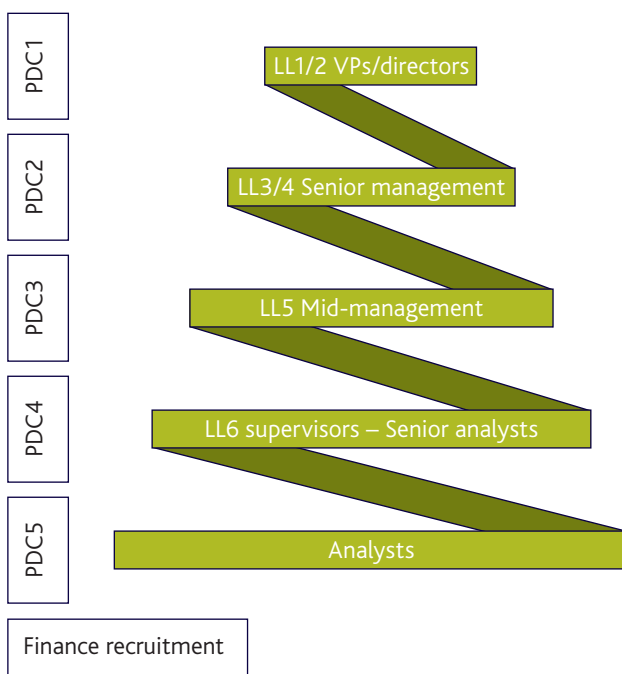 PDC1
LL1/2 VPs/directors
PDC2
LL3/4 Senior management
PDC3
LL5 Mid-management
PDC4
LL6 supervisors – Senior analysts
PDC5
Analysts
Finance recruitment